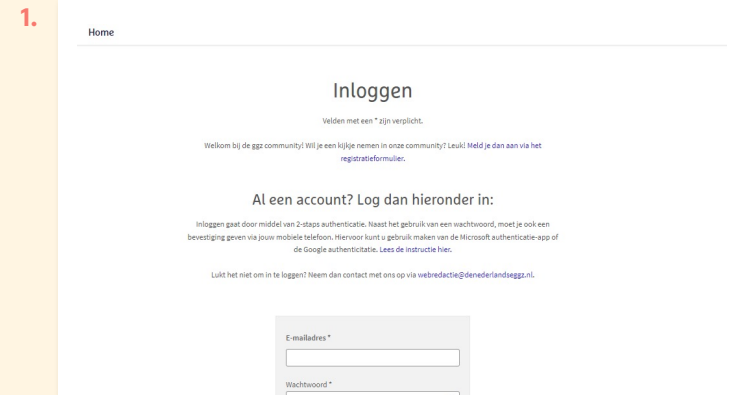 1.
Home
Inloggen
Velden met een * zijn verplicht.
Welkom bij de ggz community! Wil je een kijkje nemen in onze community? Leuk! Meld je dan aan via het
registratieformulier.
Al een account? Log dan hieronder in:
Inloggen gaat door middel van 2-staps authenticatie. Naast het gebruik van een wachtwoord, moet je ook een
bevestiging geven via jouw mobiele telefoon. Hiervoor kunt u gebruik maken van de Microsoft authenticatie-app of
de Google authenticitatie. Lees de instructie hier.
Lukt het niet om in te loggen? Neem dan contact met ons op via webredactie@denederlandseggz.nl.
E-mailadres *
Wachtwoord *